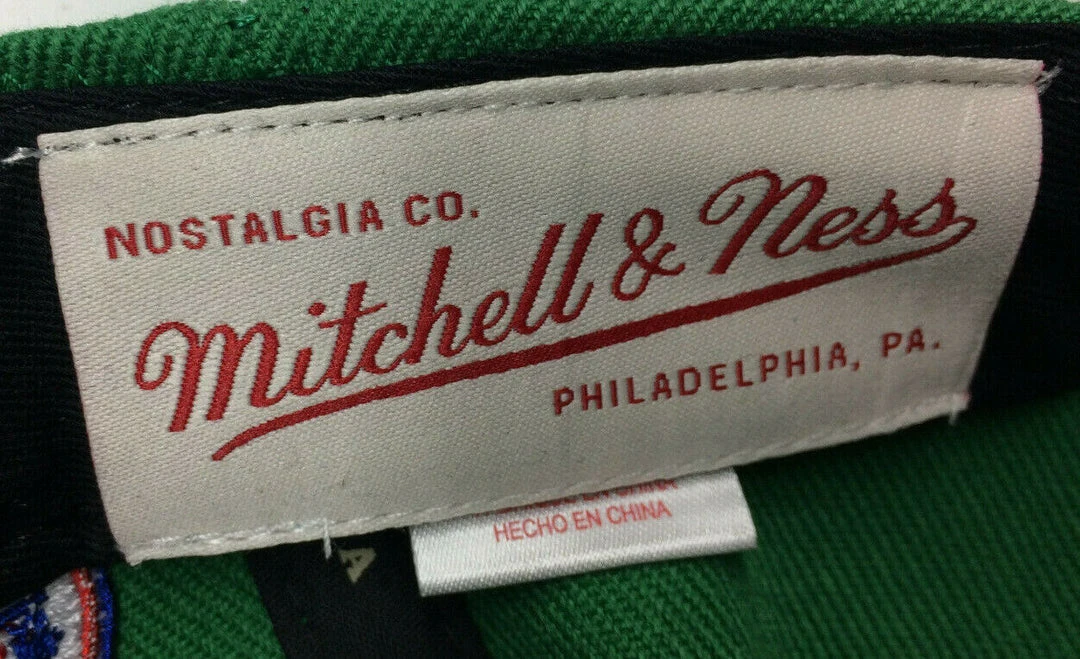 NOSTALGIA CO.
Mitchell & Ness
PHILADELPHIA, PA.
HECHO EN CHINA